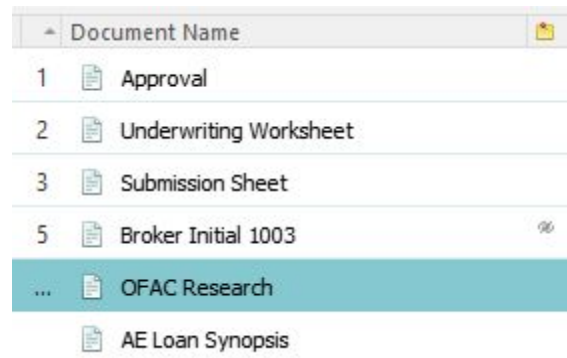 Document Name
1 Approval
2 Underwriting Worksheet
3 Submission Sheet
5 Broker Initial 1003
... OFAC Research
AE Loan Synopsis